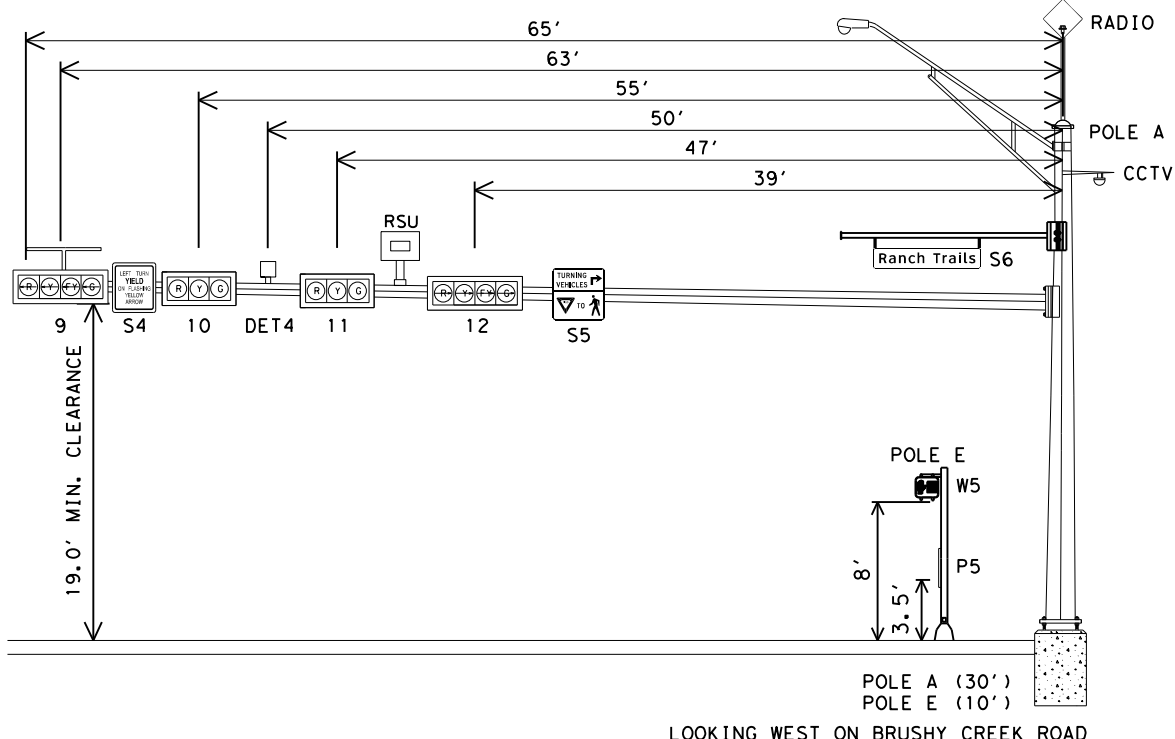 65'
RADIO
63'
55'
50'
POLE A
47'
CCTV
39'
RSU
Ranch Trails
S6
R Y FY G
LEFT TURN
YIELD
ON FLASHING
YELLOW
ARROW
R Y G
R Y G
R Y FY G
TURNING
VEHICLES
TO
9
S4
10
DET4
11
12
S5
19.0' MIN. CLEARANCE
POLE E
W5
8'
P5
3.5'
POLE A (30')
POLE E (10')
LOOKING WEST ON BRUSHY CREEK ROAD